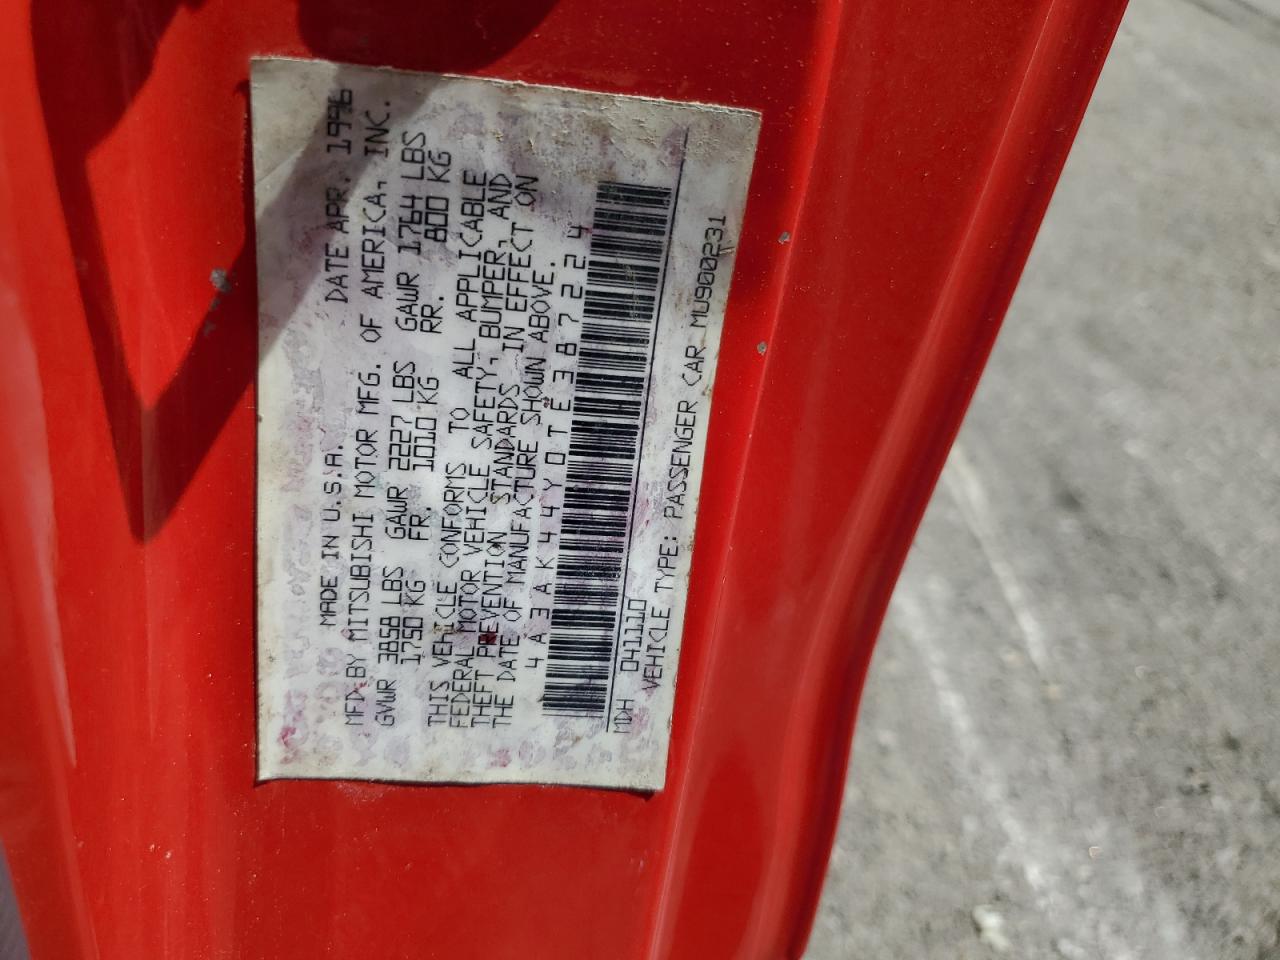 MADE IN U.S.A. DATE APR. 1996
MFD BY MITSUBISHI MOTOR MFG. OF AMERICA, INC.
GVWR 3858 LBS GAWR 2227 LBS GAWR 1764 LBS
1750 KG FR. 1010 KG RR. 800 KG
THIS VEHICLE CONFORMS TO ALL APPLICABLE
FEDERAL MOTOR VEHICLE SAFETY, BUMPER, AND
THEFT PREVENTION STANDARDS IN EFFECT ON
THE DATE OF MANUFACTURE SHOWN ABOVE.
4A3AK44Y0TE387224
MDH 041110
VEHICLE TYPE: PASSENGER CAR MU900231